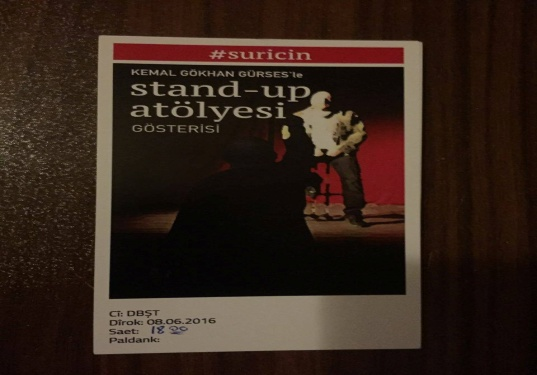 #suricin
KEMAL GÖKHAN GÜRSES'le
stand-up
atölyesi
GÖSTERİSİ
Cî: DBŞT
Dîrok: 08.06.2016
Saet: 18 30
Paldank: